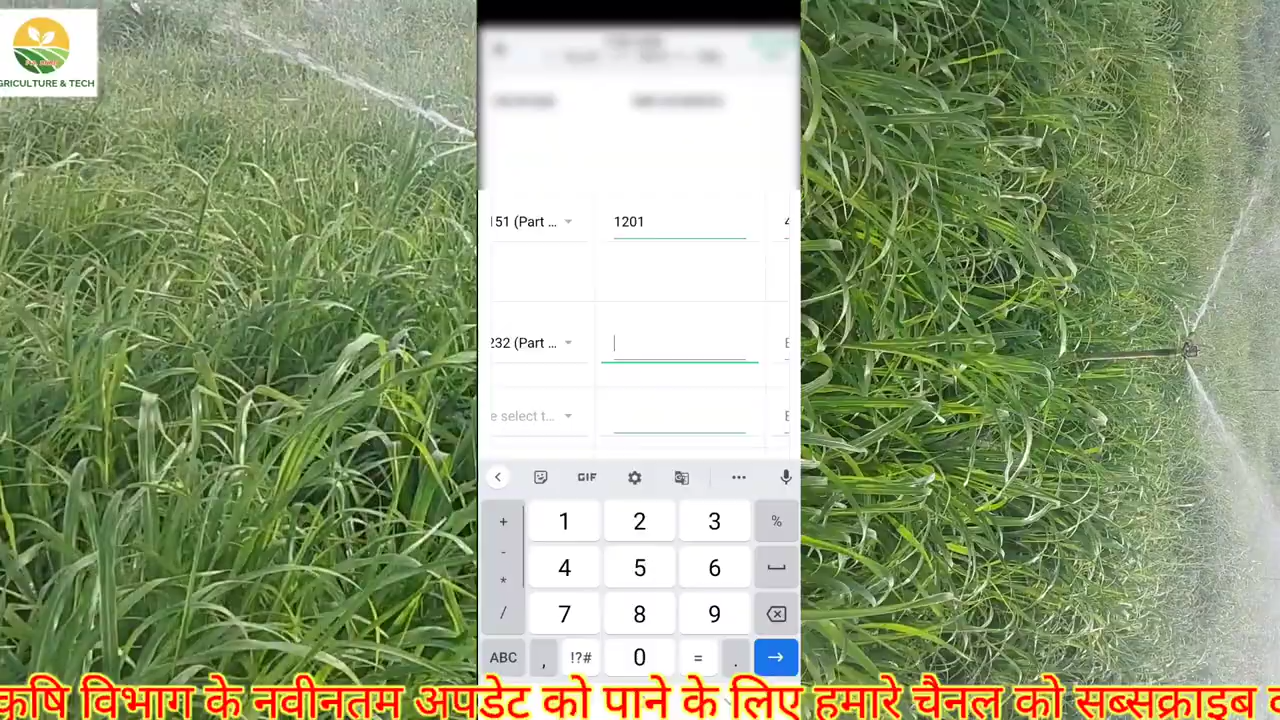 GRICULTURE & TECH
151 (Part ...
1201
4
232 (Part ...
E
e select t...
E
GIF
+ 1 2 3 %
-
4 5 6
*
/ 7 8 9
ABC , !?# 0 = . →
कृषि विभाग के नवीनतम अपडेट को पाने के लिए हमारे चैनल को सब्सक्राइब